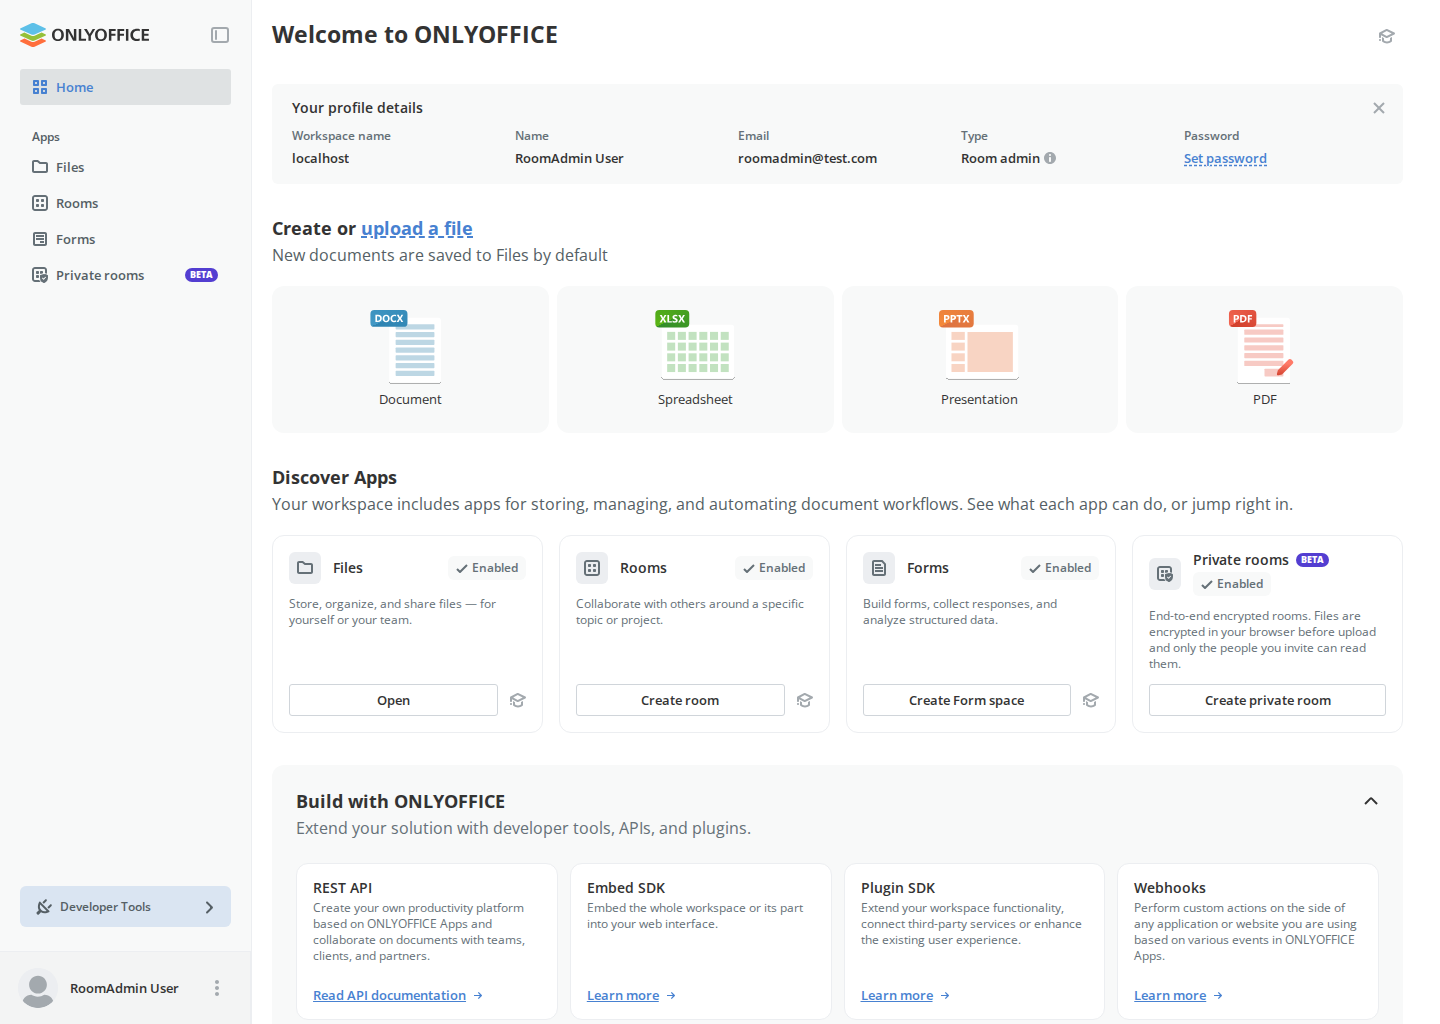 ONLYOFFICE
Home
Apps
Files
Rooms
Forms
Private rooms BETA
Developer Tools
RoomAdmin User
Welcome to ONLYOFFICE
Your profile details
Workspace name Name Email Type Password
localhost RoomAdmin User roomadmin@test.com Room admin Set password
Create or upload a file
New documents are saved to Files by default
DOCX XLSX PPTX PDF
Document Spreadsheet Presentation PDF
Discover Apps
Your workspace includes apps for storing, managing, and automating document workflows. See what each app can do, or jump right in.
Files Enabled
Store, organize, and share files — for
yourself or your team.
Open
Rooms Enabled
Collaborate with others around a specific
topic or project.
Create room
Forms Enabled
Build forms, collect responses, and
analyze structured data.
Create Form space
Private rooms BETA
Enabled
End-to-end encrypted rooms. Files are
encrypted in your browser before upload
and only the people you invite can read
them.
Create private room
Build with ONLYOFFICE
Extend your solution with developer tools, APIs, and plugins.
REST API
Create your own productivity platform
based on ONLYOFFICE Apps and
collaborate on documents with teams,
clients, and partners.
Read API documentation
Embed SDK
Embed the whole workspace or its part
into your web interface.
Learn more
Plugin SDK
Extend your workspace functionality,
connect third-party services or enhance
the existing user experience.
Learn more
Webhooks
Perform custom actions on the side of
any application or website you are using
based on various events in ONLYOFFICE
Apps.
Learn more